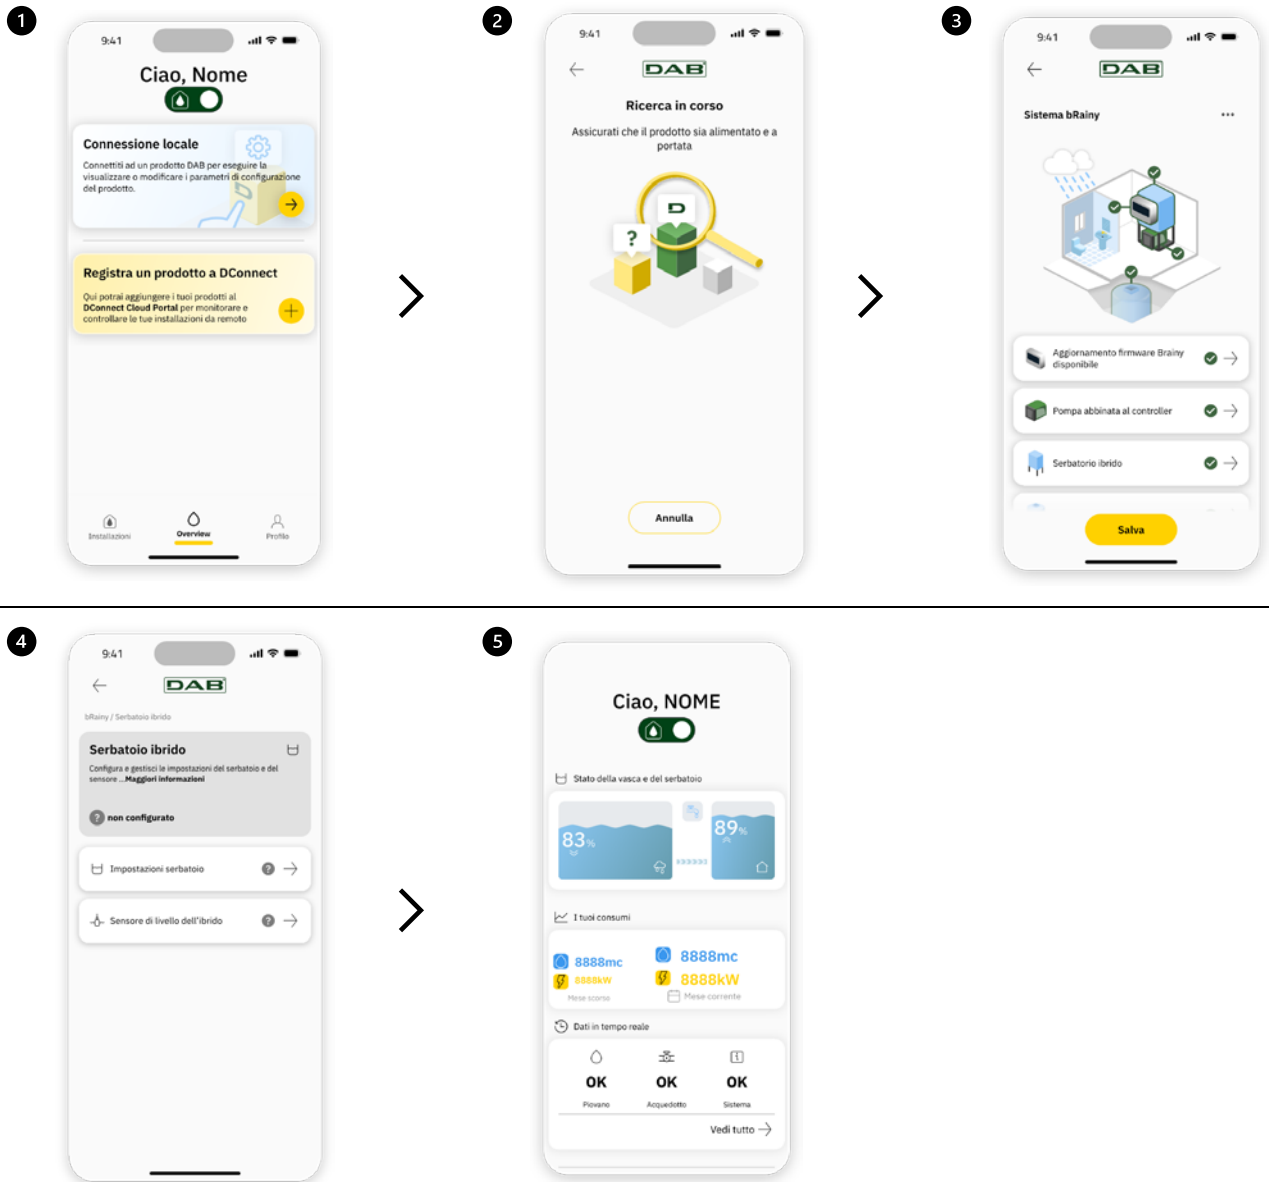 1
9:41
Ciao, Nome
Connessione locale
Connettiti ad un prodotto DAB per eseguire la
visualizzare o modificare i parametri di configurazione
del prodotto.
Registra un prodotto a DConnect
Qui potrai aggiungere i tuoi prodotti al
DConnect Cloud Portal per monitorare e
controllare le tue installazioni da remoto
Installazioni
Overview
Profilo
2
9:41
DAB
Ricerca in corso
Assicurati che il prodotto sia alimentato e a
portata
D
?
Annulla
3
9:41
DAB
Sistema bRainy
Aggiornamento firmware Brainy
disponibile
Pompa abbinata al controller
Serbatorio ibrido
Salva
4
9:41
DAB
bRainy / Serbatoio ibrido
Serbatoio ibrido
Configura e gestisci le impostazioni del serbatoio e del
sensore ...Maggiori informazioni
? non configurato
Impostazioni serbatoio ?
Sensore di livello dell'ibrido ?
5
Ciao, NOME
Stato della vasca e del serbatoio
83%
89%
I tuoi consumi
8888mc
8888kW
Mese scorso
8888mc
8888kW
Mese corrente
Dati in tempo reale
OK OK OK
Piovano Acquedotto Sistema
Vedi tutto